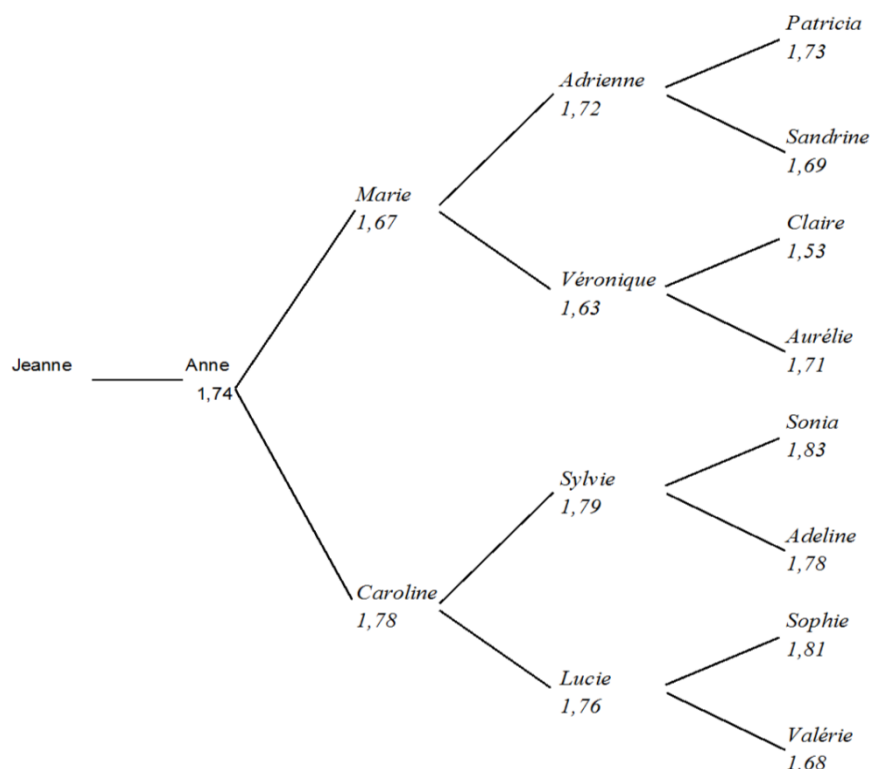 Patricia
1,73
Adrienne
1,72
Sandrine
1,69
Marie
1,67
Claire
1,53
Véronique
1,63
Aurélie
1,71
Jeanne
Anne
1,74
Sonia
1,83
Sylvie
1,79
Adeline
1,78
Caroline
1,78
Sophie
1,81
Lucie
1,76
Valérie
1,68